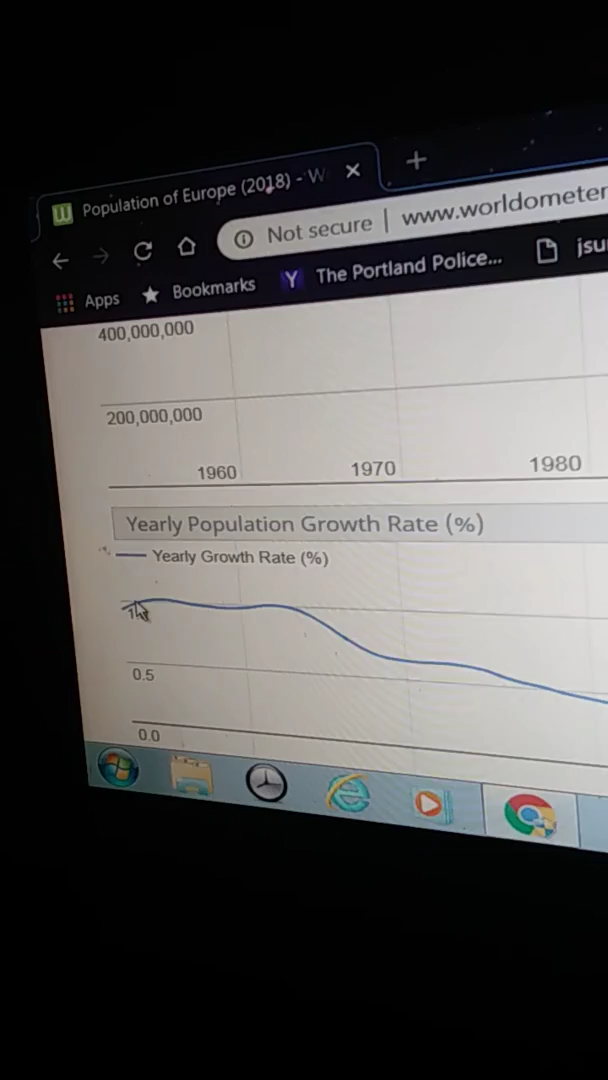 Population of Europe (2018) - W
Not secure | www.worldometer
Apps
Bookmarks
The Portland Police...
jsu
400,000,000
200,000,000
1960
1970
1980
Yearly Population Growth Rate (%)
Yearly Growth Rate (%)
0.5
0.0